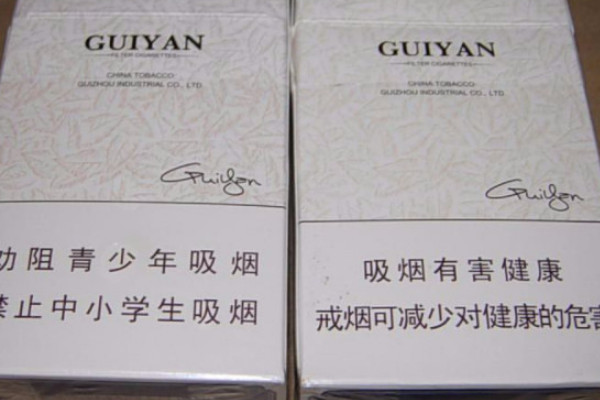 GUIYAN
FILTER CIGARETTES
CHINA TOBACCO
GUIZHOU INDUSTRIAL CO., LTD
GuiYan
劝阻青少年吸烟
禁止中小学生吸烟
GUIYAN
FILTER CIGARETTES
CHINA TOBACCO
GUIZHOU INDUSTRIAL CO., LTD
GuiYan
吸烟有害健康
戒烟可减少对健康的危害